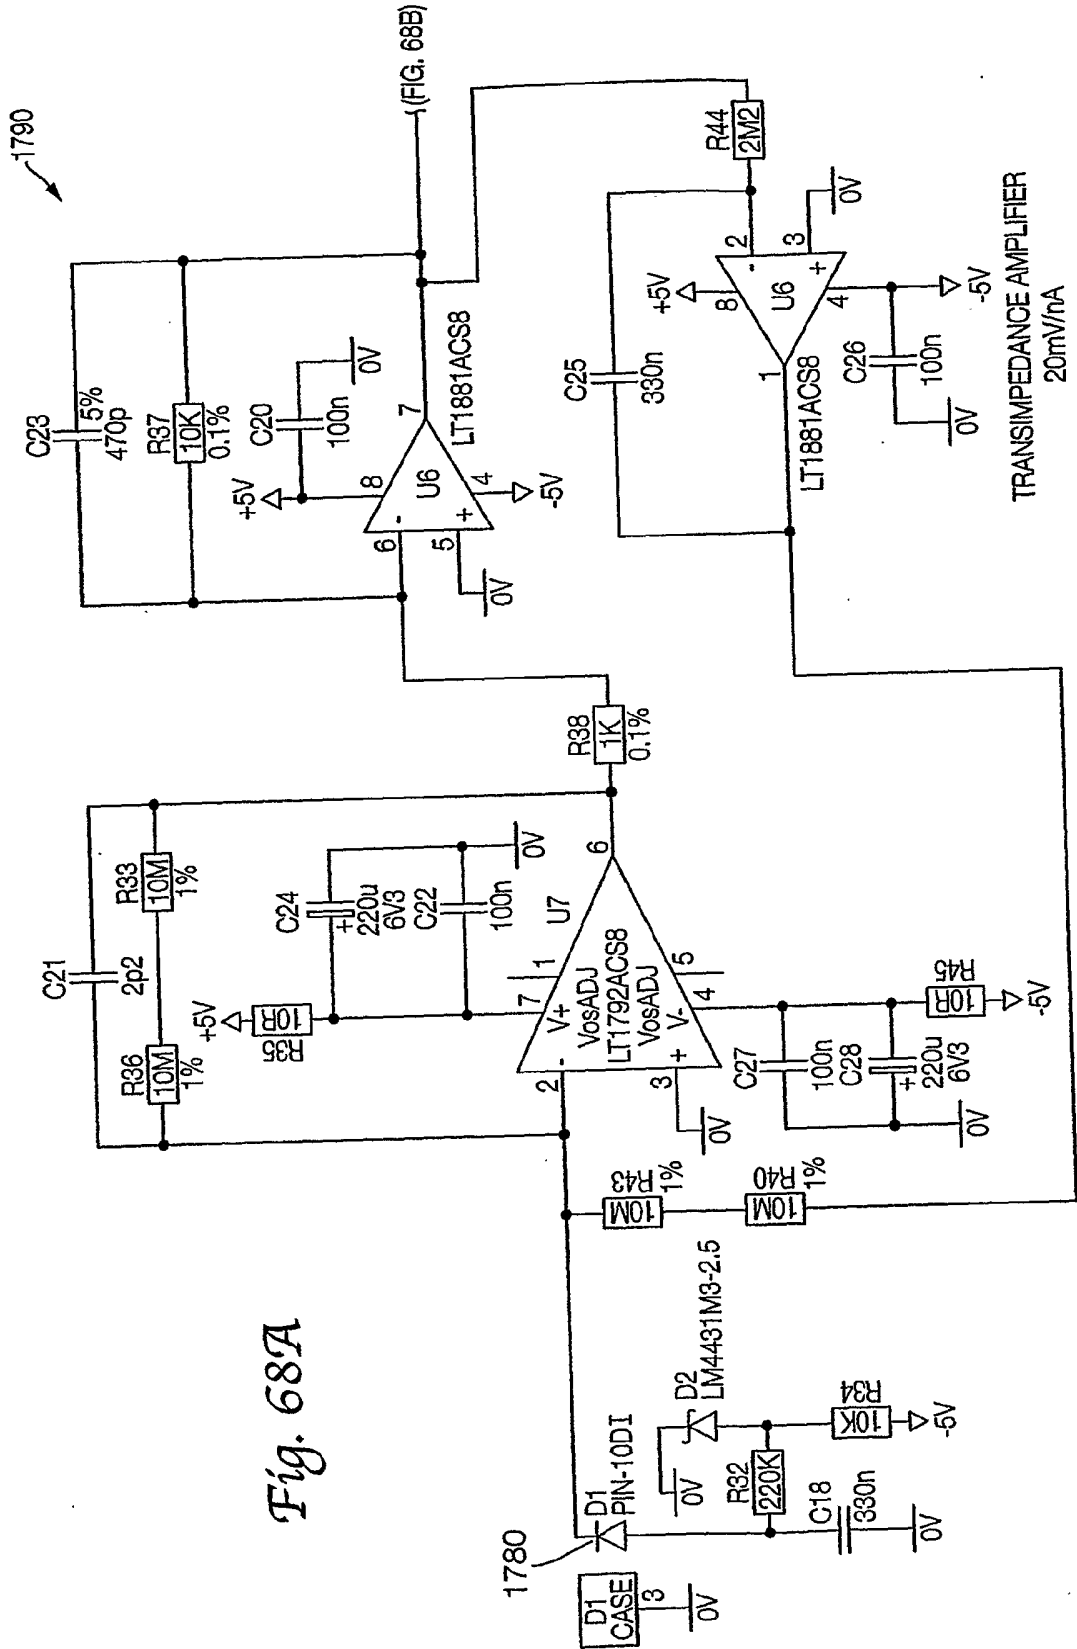 Fig. 68A
1790
1780
D1
CASE
3
0V
D1
PIN-10DI
0V
D2
LM4431M3-2.5
R32
220K
C18
330n
0V
R34
10K
-5V
C21
2p2
R36
10M
1%
R33
10M
1%
+5V
R35
10R
C24
+
220u
6V3
C22
100n
0V
2
-
3
+
0V
7
V+
1
VosADJ
LT1792ACS8
VosADJ
5
V-
4
U7
6
C27
100n
C28
+
220u
6V3
0V
R45
10R
-5V
R43
10M
1%
R40
10M
1%
R38
1K
0.1%
C23
5%
470p
R37
10K
0.1%
+5V
C20
100n
0V
6
-
5
+
0V
8
U6
4
-5V
7
LT1881ACS8
(FIG. 68B)
R44
2M2
C25
330n
+5V
8
2
-
3
+
0V
U6
1
4
LT1881ACS8
C26
100n
0V
-5V
TRANSIMPEDANCE AMPLIFIER
20mV/nA